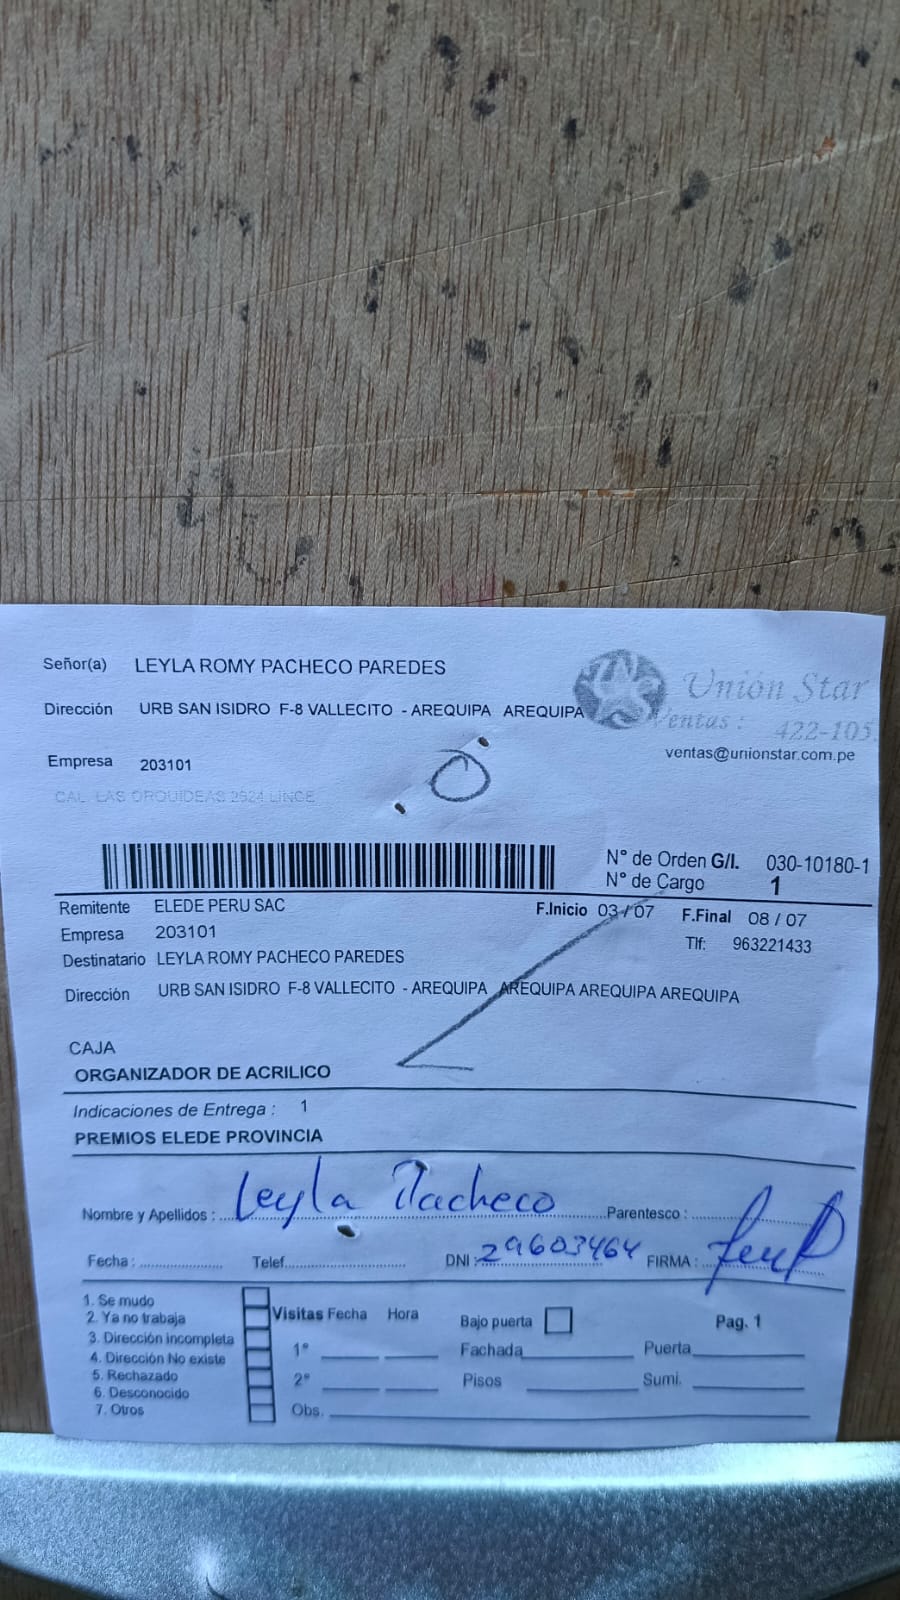 Señor(a) LEYLA ROMY PACHECO PAREDES
Unión Star
Dirección URB SAN ISIDRO F-8 VALLECITO - AREQUIPA AREQUIPA
Ventas : 422-105
ventas@unionstar.com.pe
Empresa 203101
CAL LAS ORQUIDEAS 2924 LINCE
N° de Orden G/I. 030-10180-1
N° de Cargo 1
Remitente ELEDE PERU SAC
F.Inicio 03 / 07 F.Final 08 / 07
Empresa 203101
Tlf: 963221433
Destinatario LEYLA ROMY PACHECO PAREDES
Dirección URB SAN ISIDRO F-8 VALLECITO - AREQUIPA AREQUIPA AREQUIPA AREQUIPA
CAJA
ORGANIZADOR DE ACRILICO
Indicaciones de Entrega : 1
PREMIOS ELEDE PROVINCIA
Nombre y Apellidos : Leyla Pacheco Parentesco :
Fecha : Telef DNI : 29603464 FIRMA :
1. Se mudo
2. Ya no trabaja
3. Dirección incompleta
4. Dirección No existe
5. Rechazado
6. Desconocido
7. Otros
Visitas Fecha Hora Bajo puerta Pag. 1
1° Fachada Puerta
2° Pisos Sumi.
Obs.